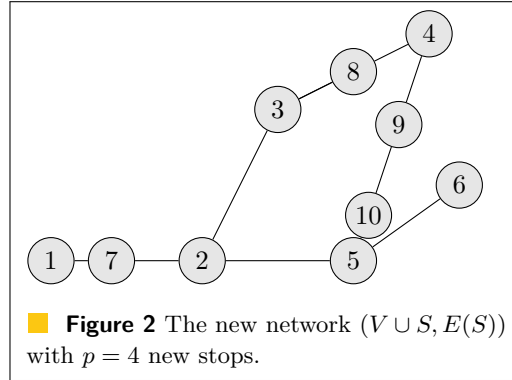 4
8
3
9
6
10
1 7 2 5
Figure 2 The new network (V ∪ S, E(S))
with p = 4 new stops.